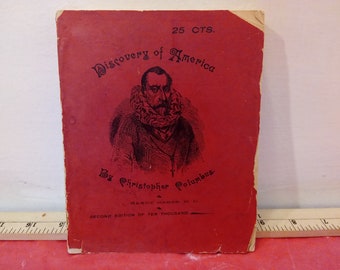 25 CTS.
Discovery of America
By Christopher Columbus
SECOND EDITION OF TEN THOUSAND